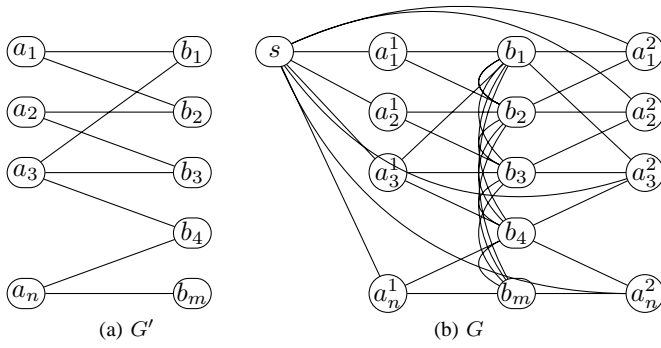 a₁ b₁ s a₁¹ b₁ a₁²
a₂ b₂ a₂¹ b₂ a₂²
a₃ b₃ a₃¹ b₃ a₃²
b₄ b₄
aₙ bₘ aₙ¹ bₘ aₙ²
(a) G′ (b) G